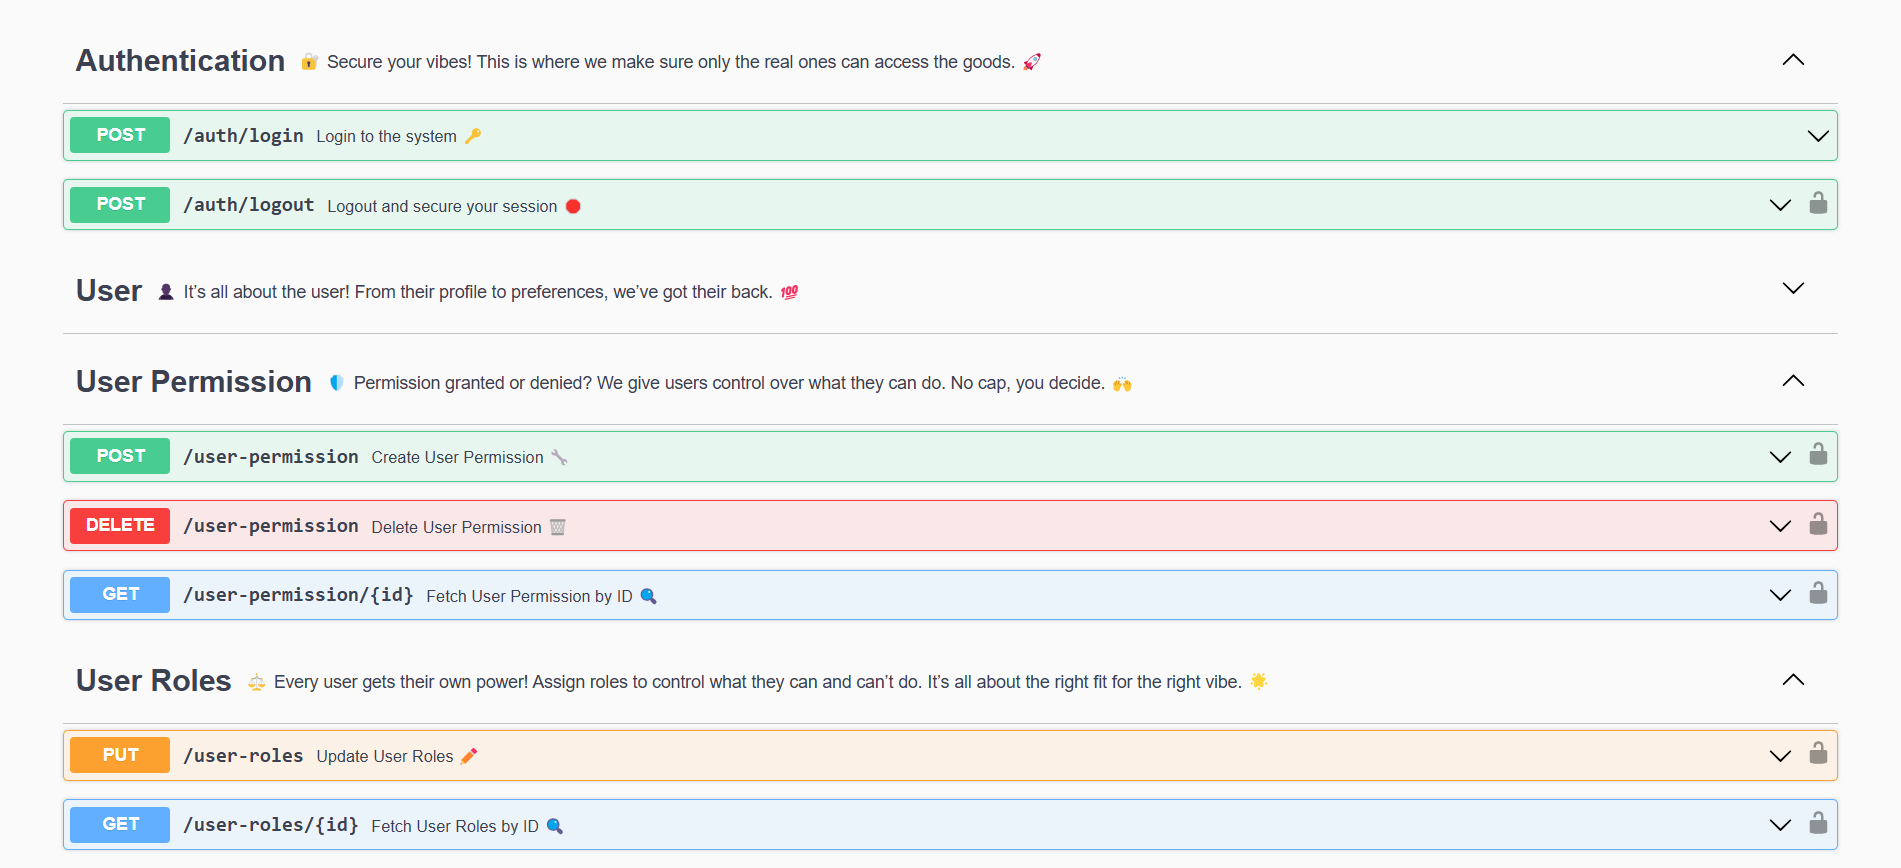 Authentication 🔐 Secure your vibes! This is where we make sure only the real ones can access the goods. 🚀
POST /auth/login Login to the system 🔑
POST /auth/logout Logout and secure your session 🛑
User 👤 It’s all about the user! From their profile to preferences, we’ve got their back. 💯
User Permission 🛡️ Permission granted or denied? We give users control over what they can do. No cap, you decide. 🙌
POST /user-permission Create User Permission 🔧
DELETE /user-permission Delete User Permission 🗑️
GET /user-permission/{id} Fetch User Permission by ID 🔍
User Roles ⚖️ Every user gets their own power! Assign roles to control what they can and can’t do. It’s all about the right fit for the right vibe. 🌟
PUT /user-roles Update User Roles ✏️
GET /user-roles/{id} Fetch User Roles by ID 🔍